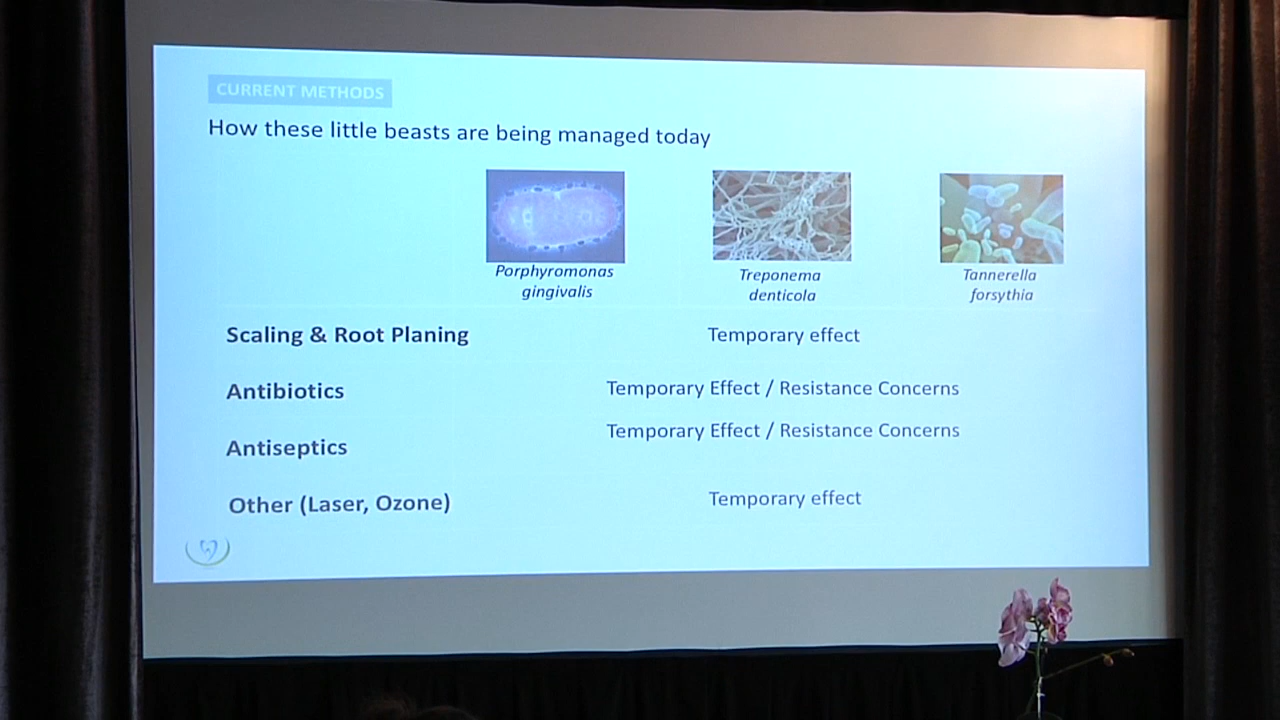 CURRENT METHODS
How these little beasts are being managed today
Porphyromonas
gingivalis
Treponema
denticola
Tannerella
forsythia
Scaling & Root Planing
Temporary effect
Antibiotics
Temporary Effect / Resistance Concerns
Antiseptics
Temporary Effect / Resistance Concerns
Other (Laser, Ozone)
Temporary effect